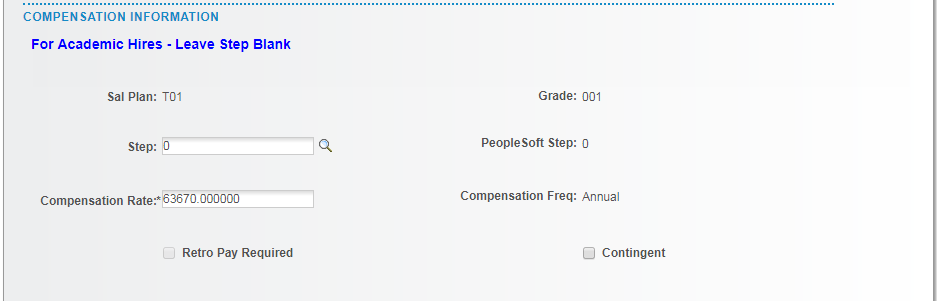 COMPENSATION INFORMATION
For Academic Hires - Leave Step Blank
Sal Plan: T01 Grade: 001
Step: 0 PeopleSoft Step: 0
Compensation Rate:* 63670.000000 Compensation Freq: Annual
Retro Pay Required Contingent